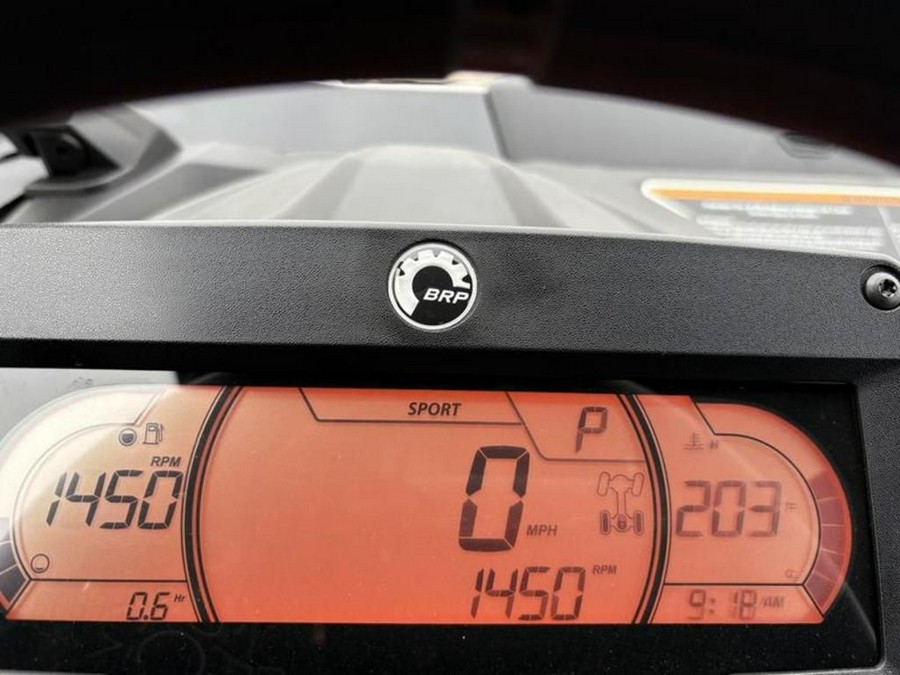 BRP
SPORT
P
RPM
1450
0
MPH
203
°F
RPM
1450
0.6 Hr
9:18 AM